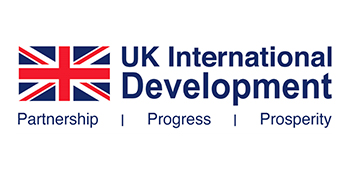 UK International
Development
Partnership | Progress | Prosperity